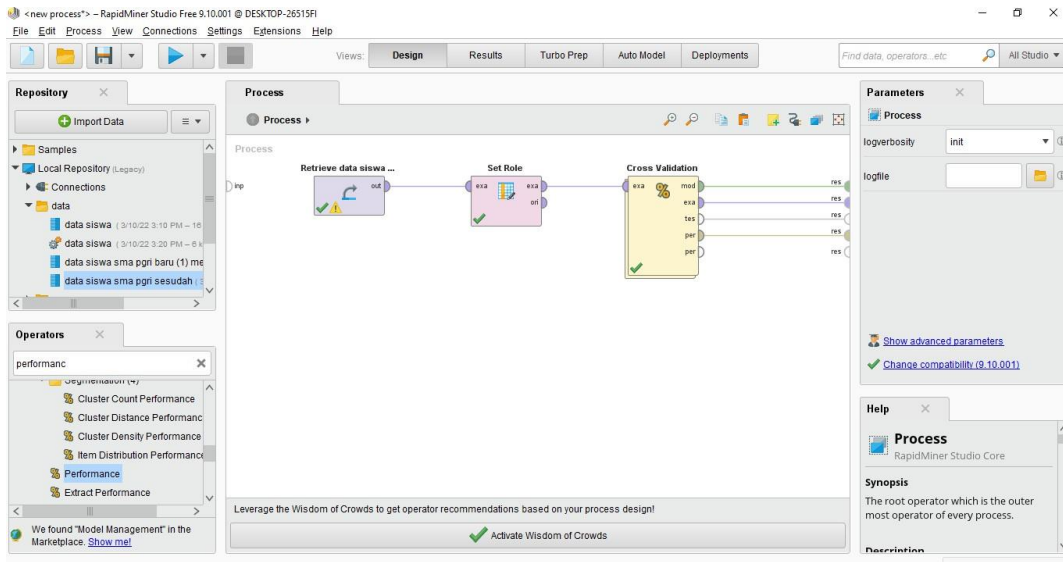 <new process*> – RapidMiner Studio Free 9.10.001 @ DESKTOP-26515FI
File Edit Process View Connections Settings Extensions Help
Views: Design Results Turbo Prep Auto Model Deployments
Find data, operators...etc All Studio
Repository
Import Data
Samples
Local Repository (Legacy)
Connections
data
data siswa (3/10/22 3:10 PM – 16
data siswa (3/10/22 3:20 PM – 6 k
data siswa sma pgri baru (1) me
data siswa sma pgri sesudah (3
Operators
performanc
Segmentation (4)
Cluster Count Performance
Cluster Distance Performanc
Cluster Density Performance
Item Distribution Performance
Performance
Extract Performance
We found "Model Management" in the
Marketplace. Show me!
Process
Process
Process
inp
Retrieve data siswa ...
out
Set Role
exa exa
ori
Cross Validation
exa mod
exa
tes
per
per
res
res
res
res
res
Leverage the Wisdom of Crowds to get operator recommendations based on your process design!
Activate Wisdom of Crowds
Parameters
Process
logverbosity init
logfile
Show advanced parameters
Change compatibility (9.10.001)
Help
Process
RapidMiner Studio Core
Synopsis
The root operator which is the outer
most operator of every process.
Description